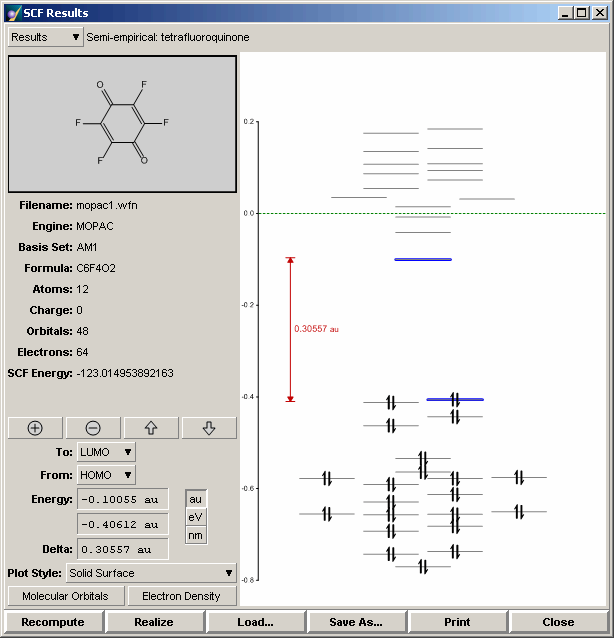 SCF Results
Results Semi-empirical: tetrafluoroquinone
O F
F F
F O
Filename: mopac1.wfn
Engine: MOPAC
Basis Set: AM1
Formula: C6F4O2
Atoms: 12
Charge: 0
Orbitals: 48
Electrons: 64
SCF Energy: -123.014953892163
To: LUMO
From: HOMO
Energy: -0.10055 au
-0.40612 au
au
eV
nm
Delta: 0.30557 au
Plot Style: Solid Surface
Molecular Orbitals Electron Density
0.2
0.0
-0.2
0.30557 au
-0.4
-0.6
-0.8
Recompute Realize Load... Save As... Print Close